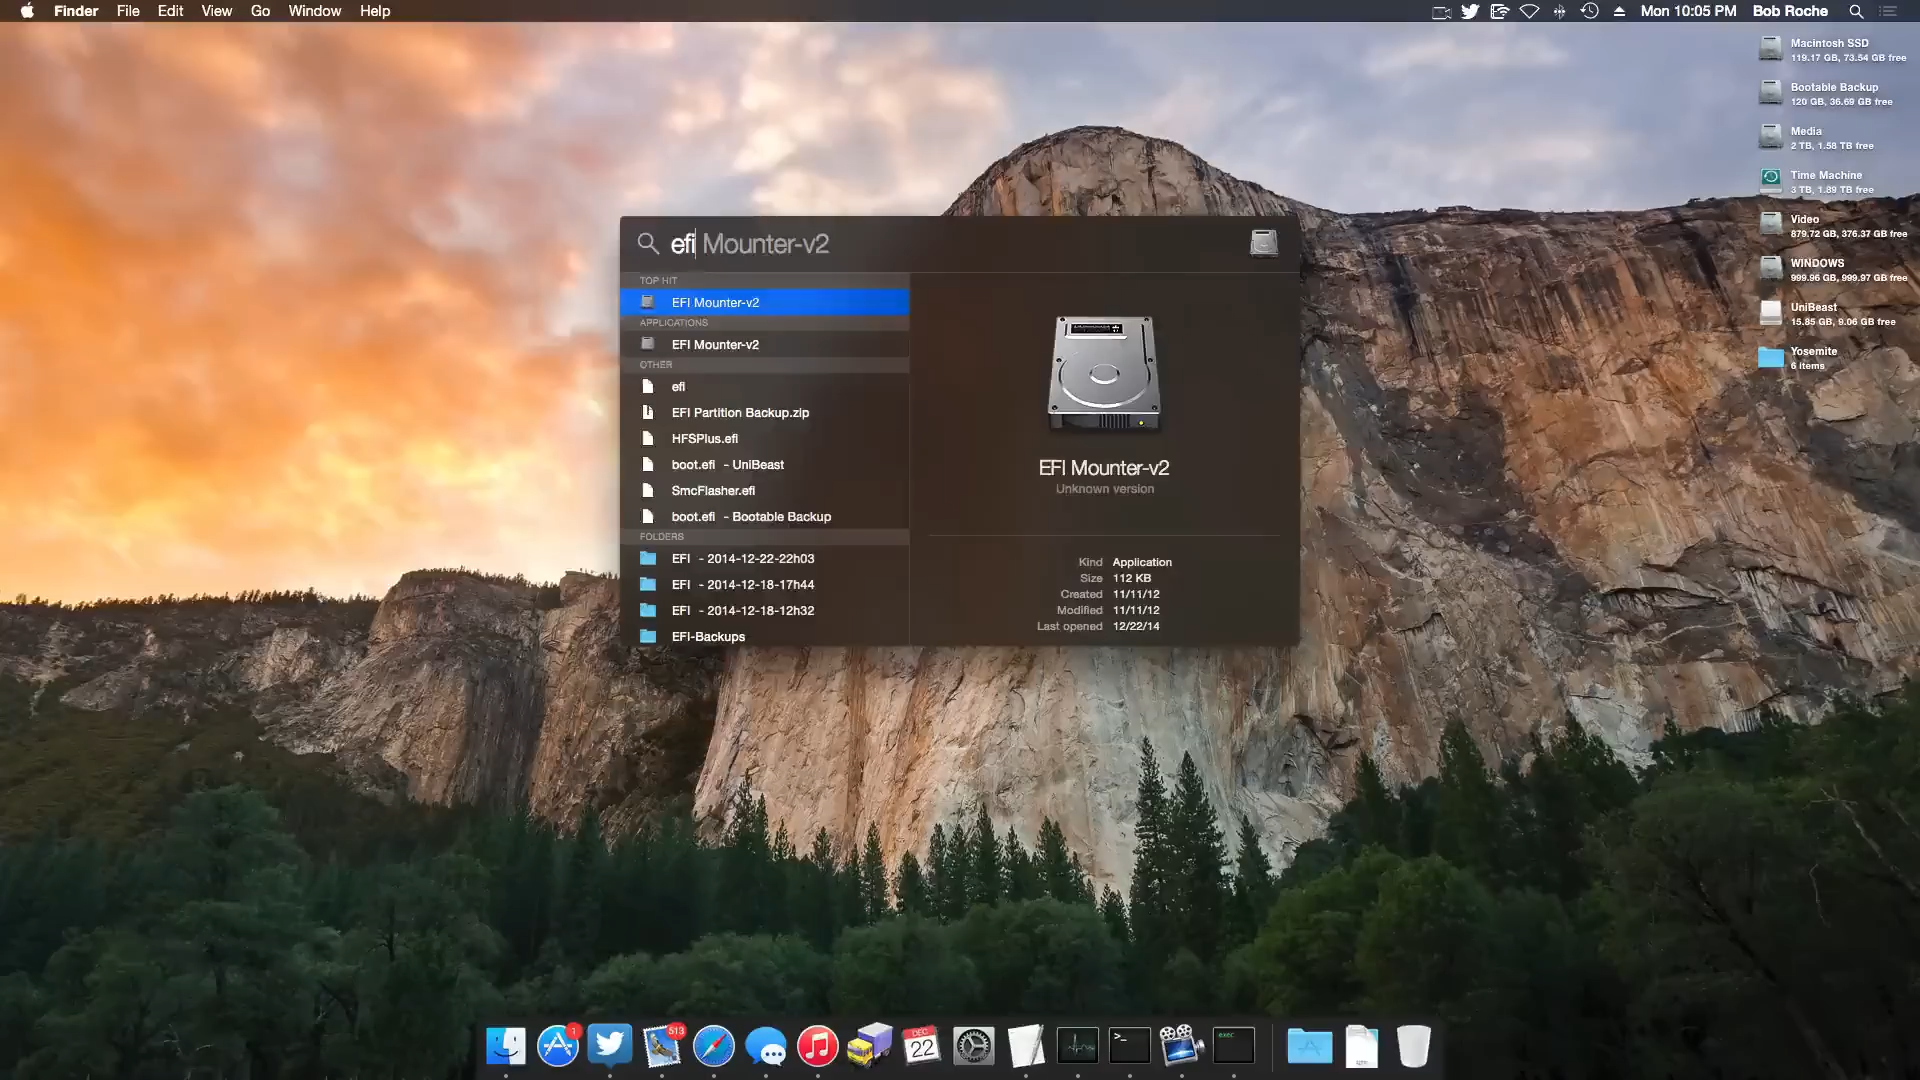 Finder File Edit View Go Window Help
Mon 10:05 PM Bob Roche
Macintosh SSD
119.17 GB, 73.54 GB free
Bootable Backup
120 GB, 36.69 GB free
Media
2 TB, 1.58 TB free
Time Machine
3 TB, 1.89 TB free
Video
879.72 GB, 376.37 GB free
WINDOWS
999.96 GB, 999.97 GB free
UniBeast
15.85 GB, 9.06 GB free
Yosemite
6 items
efi Mounter-v2
TOP HIT
EFI Mounter-v2
APPLICATIONS
EFI Mounter-v2
OTHER
efi
EFI Partition Backup.zip
HFSPlus.efi
boot.efi - UniBeast
SmcFlasher.efi
boot.efi - Bootable Backup
FOLDERS
EFI - 2014-12-22-22h03
EFI - 2014-12-18-17h44
EFI - 2014-12-18-12h32
EFI-Backups
EFI Mounter-v2
Unknown version
Kind Application
Size 112 KB
Created 11/11/12
Modified 11/11/12
Last opened 12/22/14
1
513
DEC
22
>_
exec